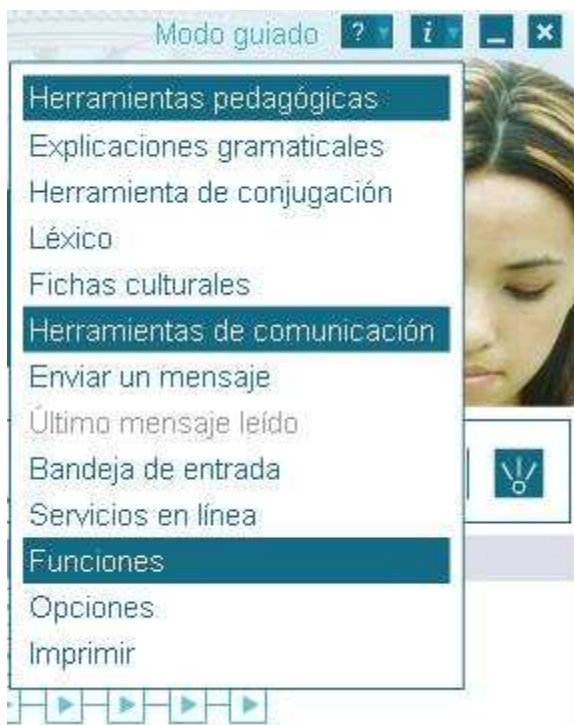 Modo guiado ? i
Herramientas pedagógicas
Explicaciones gramaticales
Herramienta de conjugación
Léxico
Fichas culturales
Herramientas de comunicación
Enviar un mensaje
Último mensaje leído
Bandeja de entrada
Servicios en línea
Funciones
Opciones
Imprimir